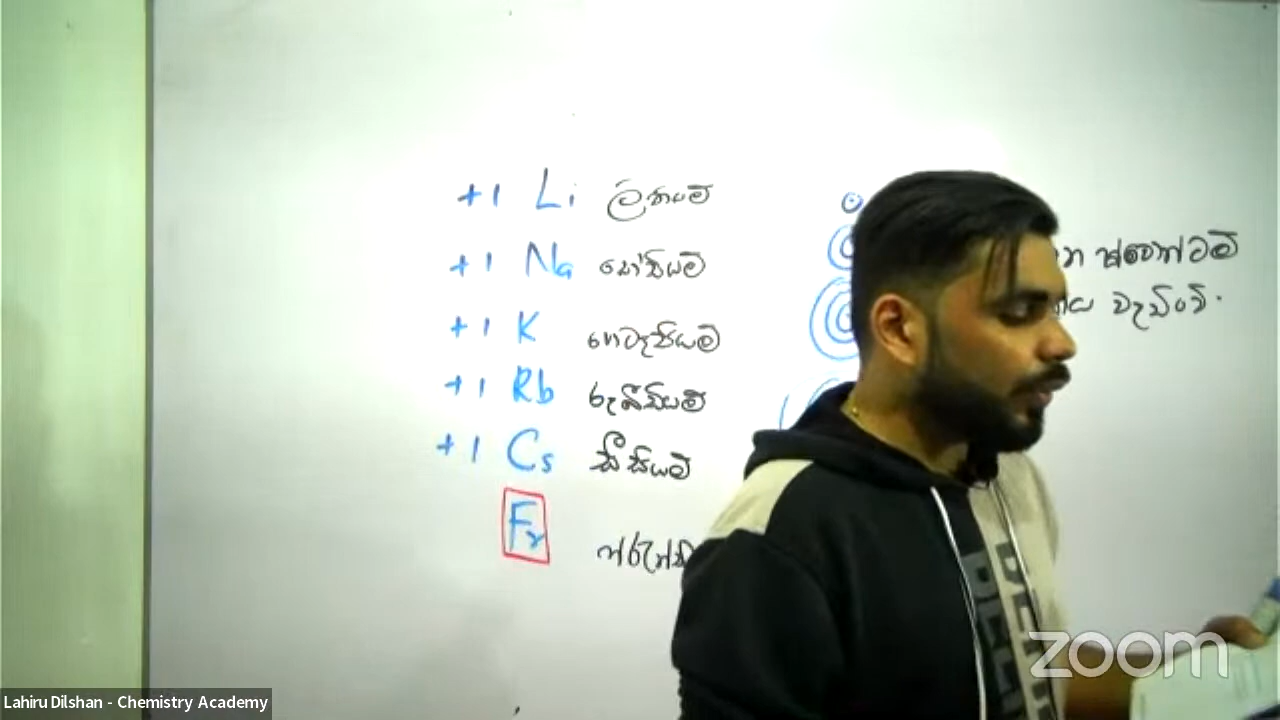 +1 Li ලිතියම්
+1 Na සෝඩියම්
+1 K පොටෑසියම්
+1 Rb රුබීඩියම්
+1 Cs සීසියම්
Fr
වැඩිවේ.
zoom
Lahiru Dilshan - Chemistry Academy